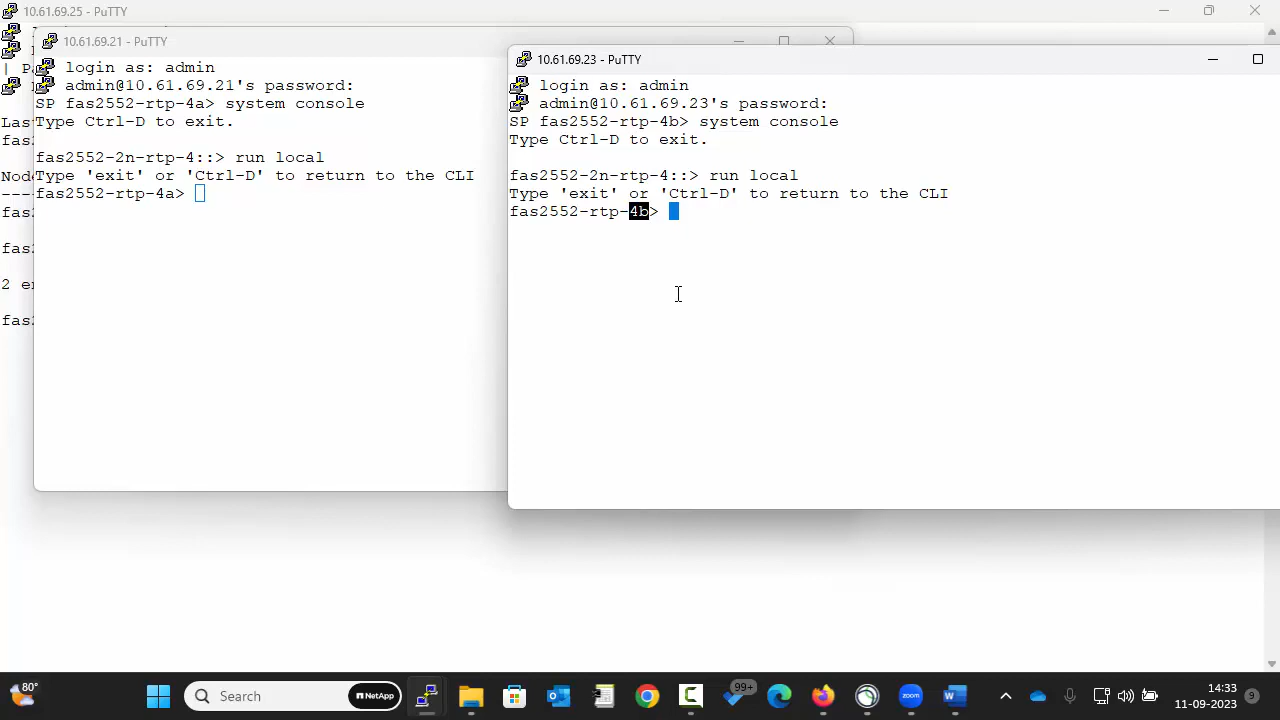 10.61.69.25 - PuTTY
10.61.69.21 - PuTTY
login as: admin
admin@10.61.69.21's password:
SP fas2552-rtp-4a> system console
Type Ctrl-D to exit.
fas2552-2n-rtp-4::> run local
Type 'exit' or 'Ctrl-D' to return to the CLI
fas2552-rtp-4a>
10.61.69.23 - PuTTY
login as: admin
admin@10.61.69.23's password:
SP fas2552-rtp-4b> system console
Type Ctrl-D to exit.
fas2552-2n-rtp-4::> run local
Type 'exit' or 'Ctrl-D' to return to the CLI
fas2552-rtp-4b>
80°
Search
NetApp
99+
zoom
14:33
11-09-2023
9